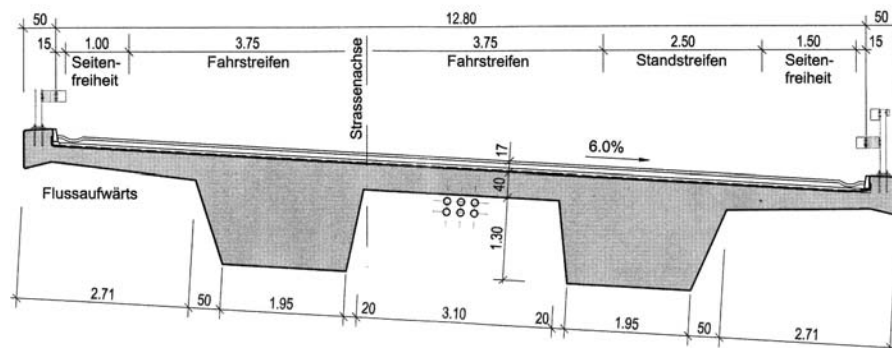 50 12.80 50
15 1.00 3.75 3.75 2.50 1.50 15
Seiten-
freiheit
Fahrstreifen
Strassenachse
Fahrstreifen
Standstreifen
Seiten-
freiheit
17
6.0%
40
Flussaufwärts
1.30
2.71 50 1.95 20 3.10 20 1.95 50 2.71